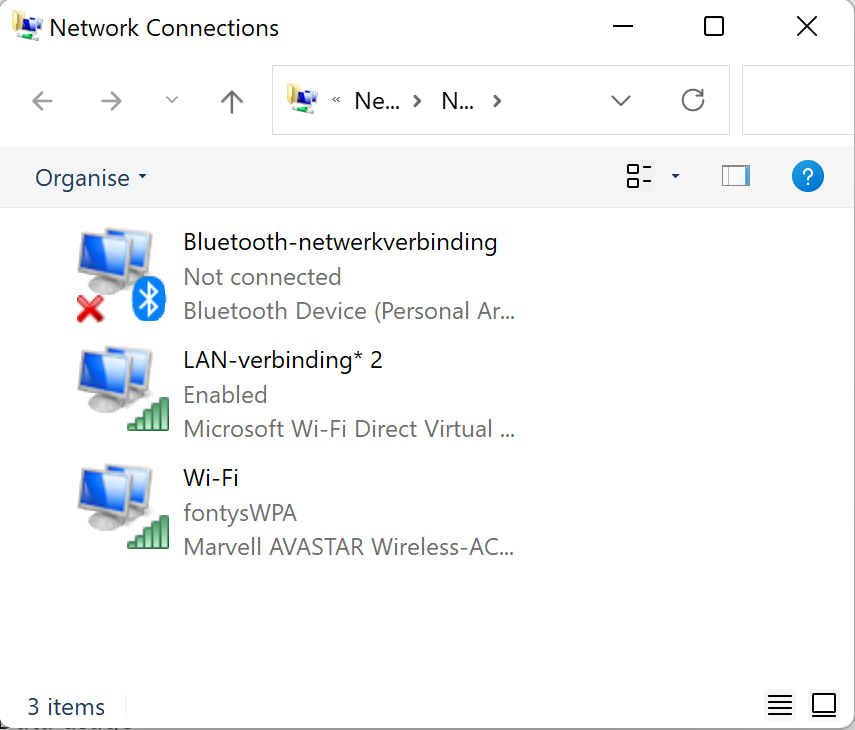 Network Connections
« Ne... > N... >
Organise
?
Bluetooth-netwerkverbinding
Not connected
Bluetooth Device (Personal Ar...
LAN-verbinding* 2
Enabled
Microsoft Wi-Fi Direct Virtual ...
Wi-Fi
fontysWPA
Marvell AVASTAR Wireless-AC...
3 items